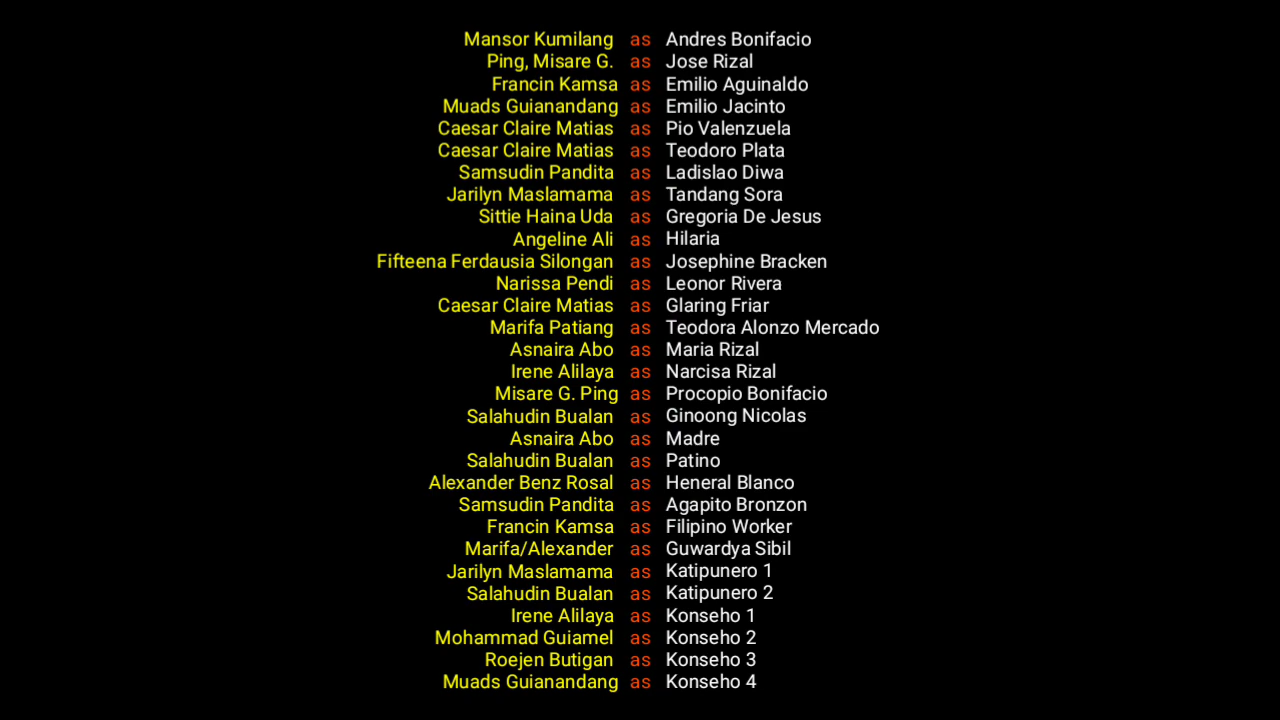 Mansor Kumilang as Andres Bonifacio
Ping, Misare G. as Jose Rizal
Francin Kamsa as Emilio Aguinaldo
Muads Guianandang as Emilio Jacinto
Caesar Claire Matias as Pio Valenzuela
Caesar Claire Matias as Teodoro Plata
Samsudin Pandita as Ladislao Diwa
Jarilyn Maslamama as Tandang Sora
Sittie Haina Uda as Gregoria De Jesus
Angeline Ali as Hilaria
Fifteena Ferdausia Silongan as Josephine Bracken
Narissa Pendi as Leonor Rivera
Caesar Claire Matias as Glaring Friar
Marifa Patiang as Teodora Alonzo Mercado
Asnaira Abo as Maria Rizal
Irene Alilaya as Narcisa Rizal
Misare G. Ping as Procopio Bonifacio
Salahudin Bualan as Ginoong Nicolas
Asnaira Abo as Madre
Salahudin Bualan as Patino
Alexander Benz Rosal as Heneral Blanco
Samsudin Pandita as Agapito Bronzon
Francin Kamsa as Filipino Worker
Marifa/Alexander as Guwardya Sibil
Jarilyn Maslamama as Katipunero 1
Salahudin Bualan as Katipunero 2
Irene Alilaya as Konseho 1
Mohammad Guiamel as Konseho 2
Roejen Butigan as Konseho 3
Muads Guianandang as Konseho 4